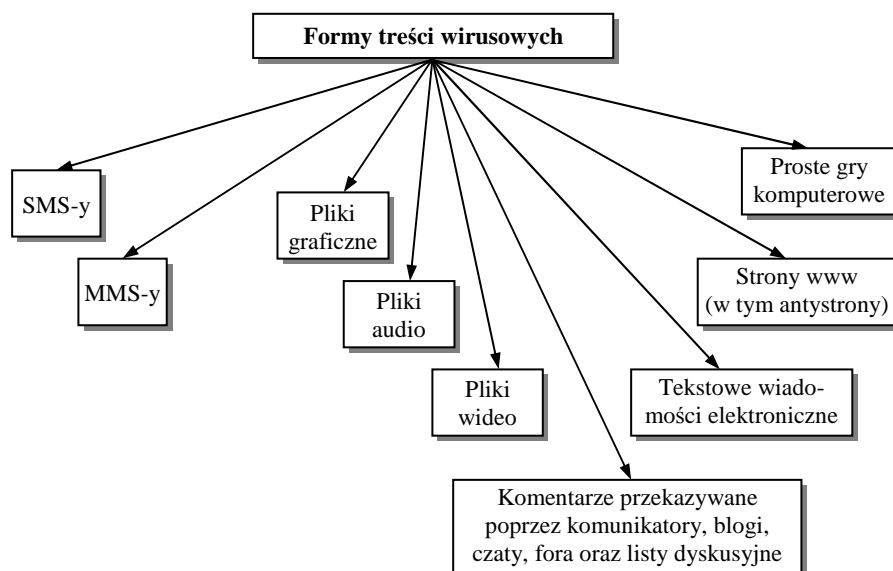 Formy treści wirusowych
SMS-y
MMS-y
Pliki
graficzne
Pliki
audio
Pliki
wideo
Komentarze przekazywane
poprzez komunikatory, blogi,
czaty, fora oraz listy dyskusyjne
Tekstowe wiado-
mości elektroniczne
Strony www
(w tym antystrony)
Proste gry
komputerowe